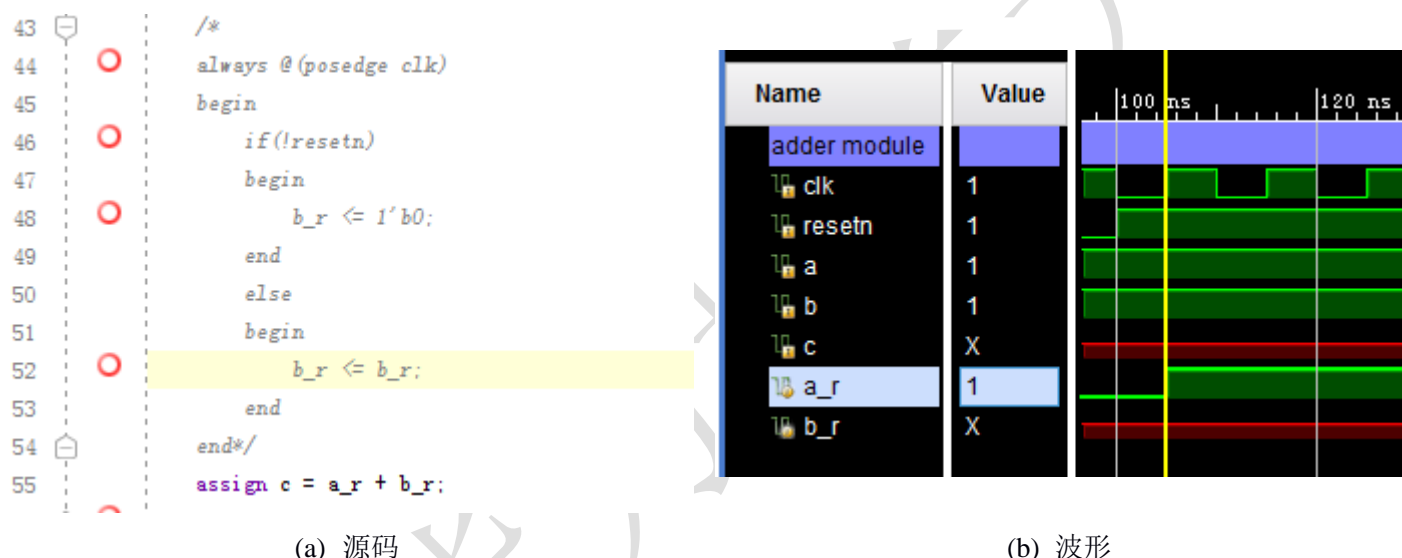 43 /*
44 always @(posedge clk)
45 begin
46 if(!resetn)
47 begin
48 b_r <= 1'b0;
49 end
50 else
51 begin
52 b_r <= b_r;
53 end
54 end*/
55 assign c = a_r + b_r;
(a) 源码
Name Value
100 ns 120 ns
adder module
clk 1
resetn 1
a 1
b 1
c X
a_r 1
b_r X
(b) 波形